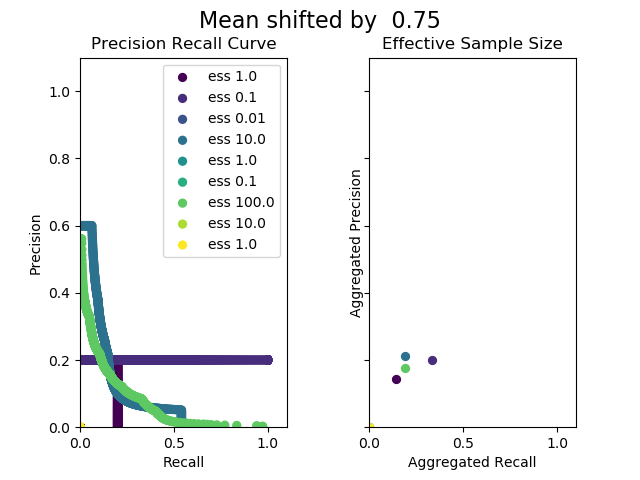 Mean shifted by  0.75
Precision Recall Curve
Effective Sample Size
1.0
0.8
0.6
0.4
0.2
0.0
Precision
ess 1.0
ess 0.1
ess 0.01
ess 10.0
ess 1.0
ess 0.1
ess 100.0
ess 10.0
ess 1.0
0.0 0.5 1.0
Recall
Aggregated Precision
0.0 0.5 1.0
Aggregated Recall